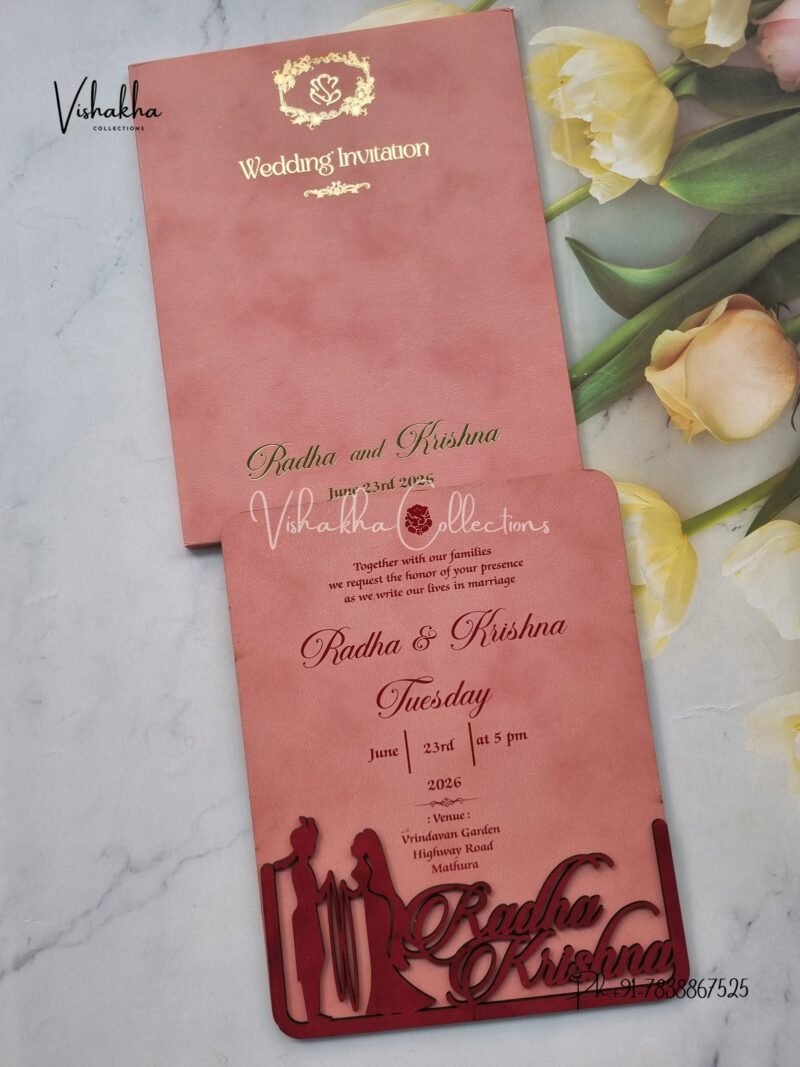 Vishakha
COLLECTIONS
Wedding Invitation
Radha and Krishna
June 23rd 2026
Vishakha Collections
Together with our families
we request the honor of your presence
as we write our lives in marriage
Radha & Krishna
Tuesday
June 23rd at 5 pm
2026
: Venue :
Vrindavan Garden
Highway Road
Mathura
Radha
Krishna
Ph +91-7838867525